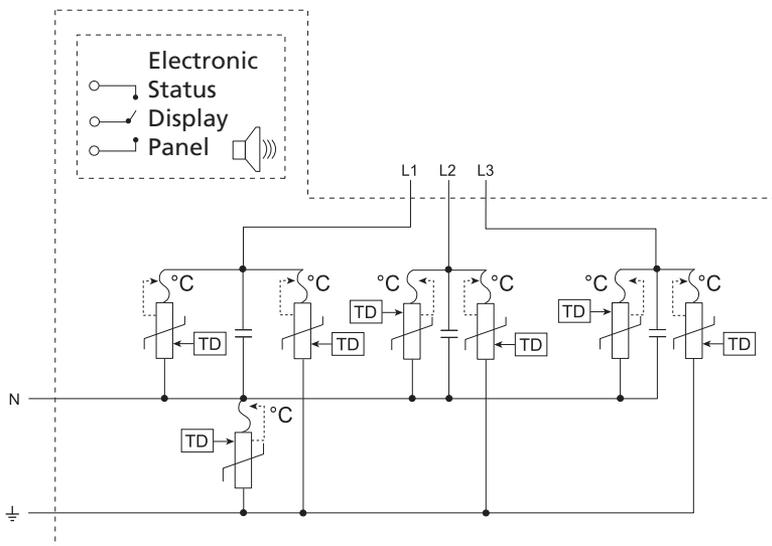 Electronic
Status
Display
Panel
L1 L2 L3
°C °C °C °C °C °C
TD TD
TD TD TD TD
N
°C
TD